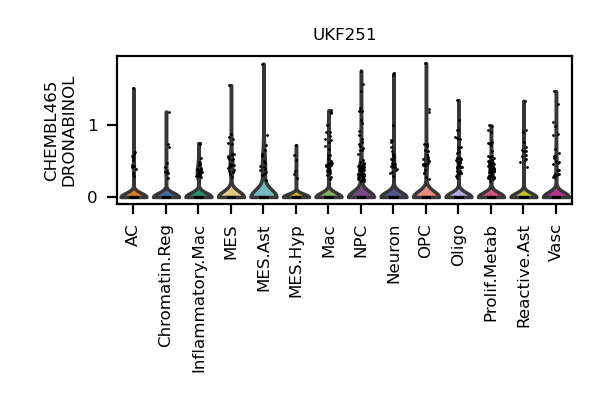 UKF251
CHEMBL465
DRONABINOL
1
0
AC
Chromatin.Reg
Inflammatory.Mac
MES
MES.Ast
MES.Hyp
Mac
NPC
Neuron
OPC
Oligo
Prolif.Metab
Reactive.Ast
Vasc